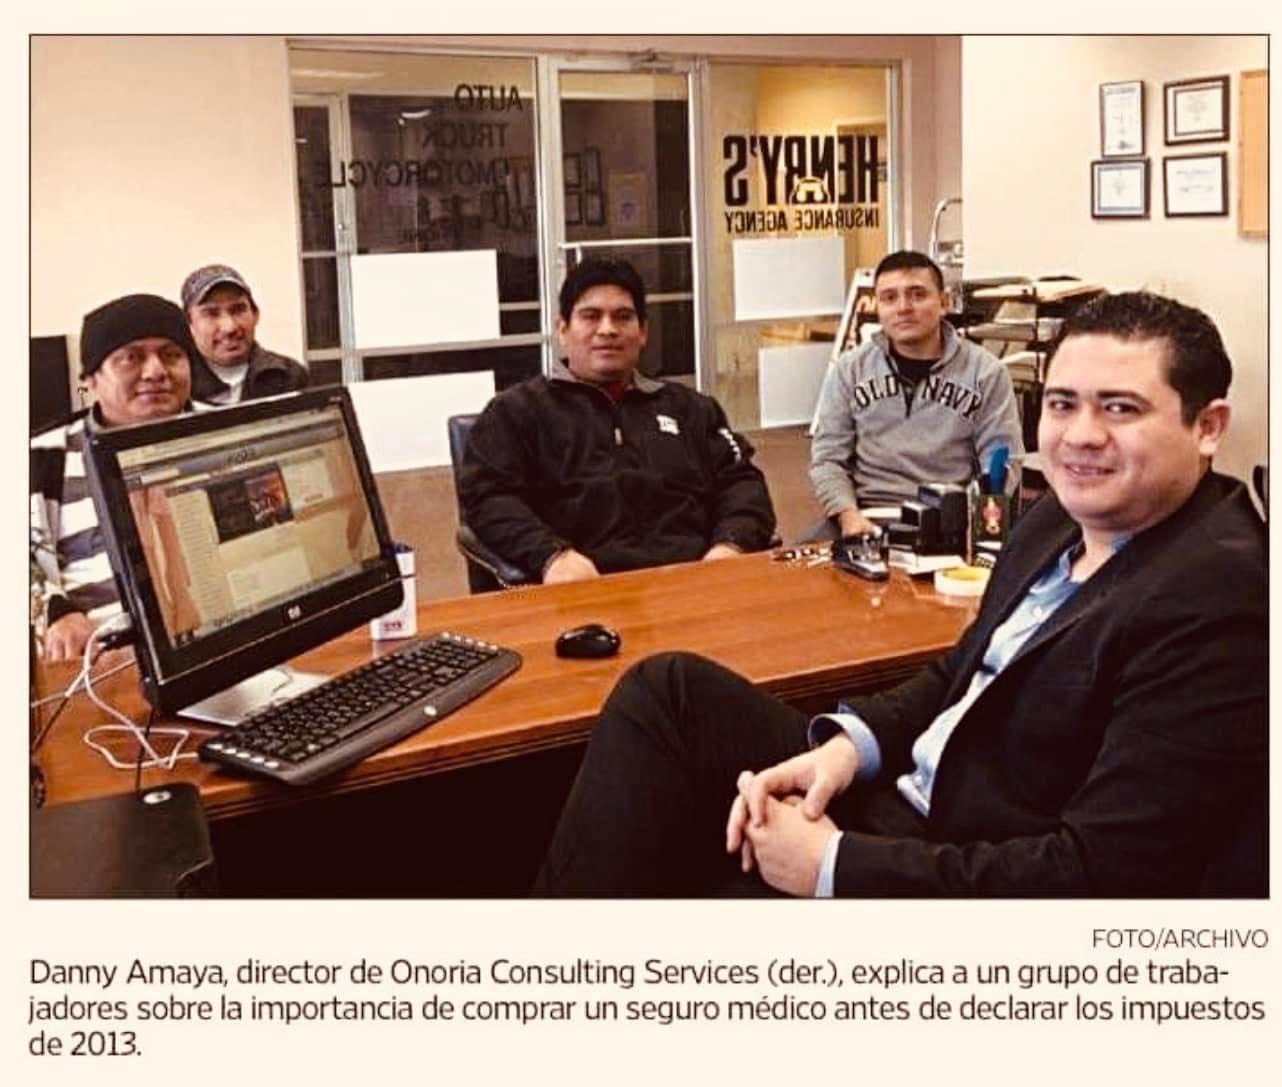 AUTO
TRUCK
MOTORCYCLE
HENRY'S
INSURANCE AGENCY
OLD NAVY
hp
FOTO/ARCHIVO
Danny Amaya, director de Onoria Consulting Services (der.), explica a un grupo de traba-
jadores sobre la importancia de comprar un seguro médico antes de declarar los impuestos
de 2013.